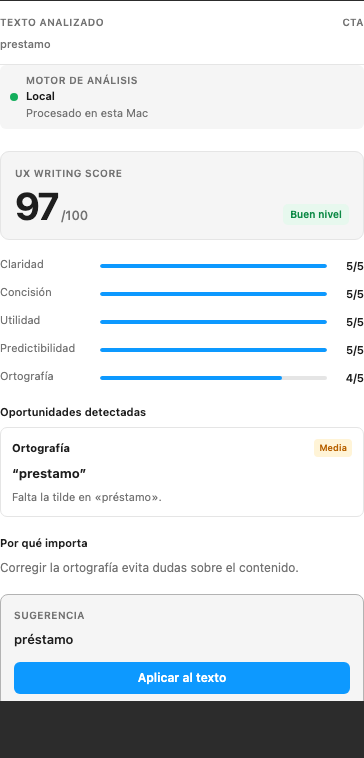 TEXTO ANALIZADO CTA
prestamo
MOTOR DE ANÁLISIS
Local
Procesado en esta Mac
UX WRITING SCORE
97 /100 Buen nivel
Claridad 5/5
Concisión 5/5
Utilidad 5/5
Predictibilidad 5/5
Ortografía 4/5
Oportunidades detectadas
Ortografía Media
“prestamo”
Falta la tilde en «préstamo».
Por qué importa
Corregir la ortografía evita dudas sobre el contenido.
SUGERENCIA
préstamo
Aplicar al texto